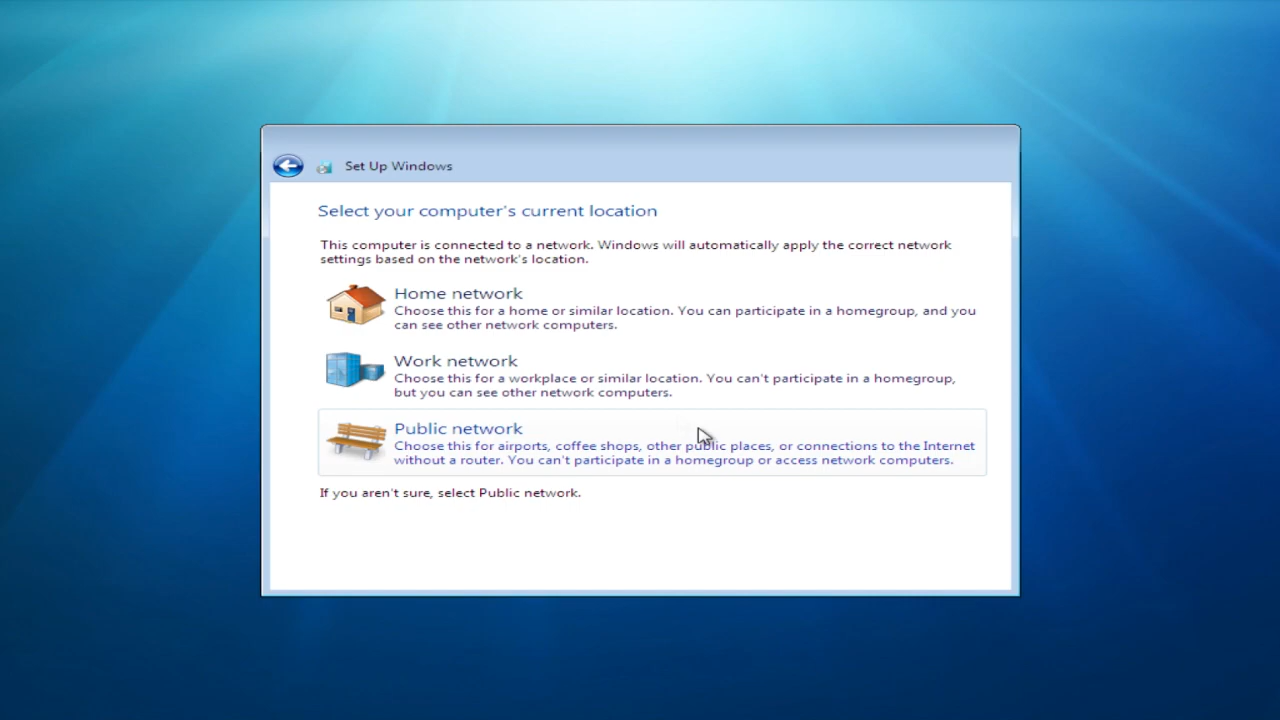 Set Up Windows
Select your computer's current location
This computer is connected to a network. Windows will automatically apply the correct network
settings based on the network's location.
Home network
Choose this for a home or similar location. You can participate in a homegroup, and you
can see other network computers.
Work network
Choose this for a workplace or similar location. You can't participate in a homegroup,
but you can see other network computers.
Public network
Choose this for airports, coffee shops, other public places, or connections to the Internet
without a router. You can't participate in a homegroup or access network computers.
If you aren't sure, select Public network.